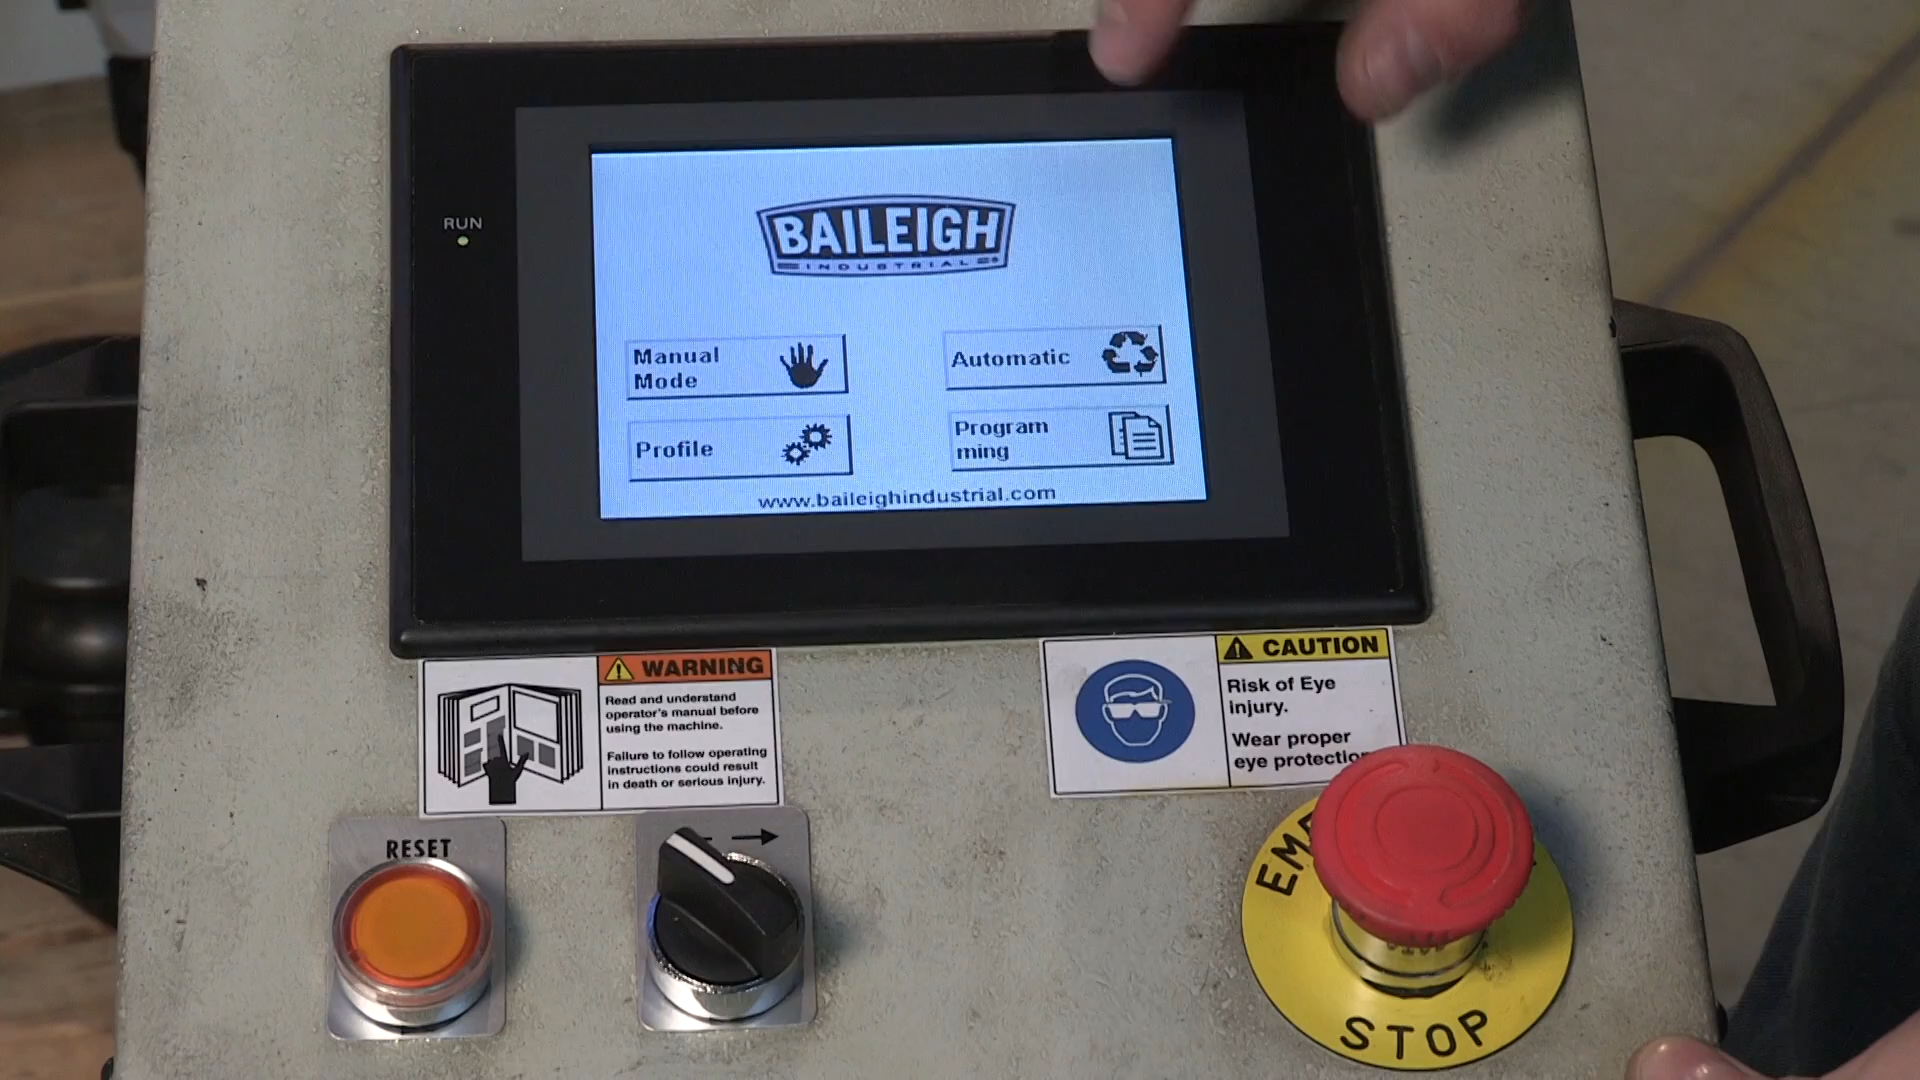 RUN
BAILEIGH
INDUSTRIAL
Manual
Mode
Automatic
Profile
Program
ming
www.baileighindustrial.com
WARNING
Read and understand
operator's manual before
using the machine.
Failure to follow operating
instructions could result
in death or serious injury.
CAUTION
Risk of Eye
injury.
Wear proper
eye protectio
RESET
EME
STOP